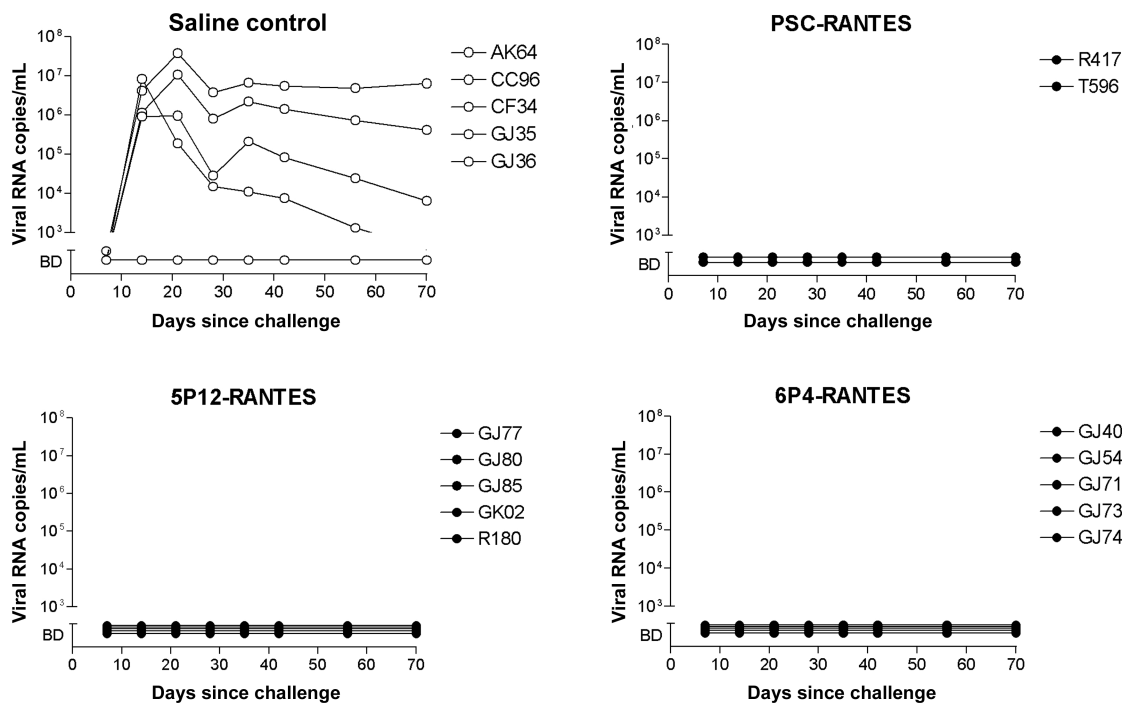 Saline control
Viral RNA copies/mL
10⁸
10⁷
10⁶
10⁵
10⁴
10³
BD
0 10 20 30 40 50 60 70
Days since challenge
AK64
CC96
CF34
GJ35
GJ36
PSC-RANTES
Viral RNA copies/mL
10⁸
10⁷
10⁶
10⁵
10⁴
10³
BD
0 10 20 30 40 50 60 70
Days since challenge
R417
T596
5P12-RANTES
Viral RNA copies/mL
10⁸
10⁷
10⁶
10⁵
10⁴
10³
BD
0 10 20 30 40 50 60 70
Days since challenge
GJ77
GJ80
GJ85
GK02
R180
6P4-RANTES
Viral RNA copies/mL
10⁸
10⁷
10⁶
10⁵
10⁴
10³
BD
0 10 20 30 40 50 60 70
Days since challenge
GJ40
GJ54
GJ71
GJ73
GJ74